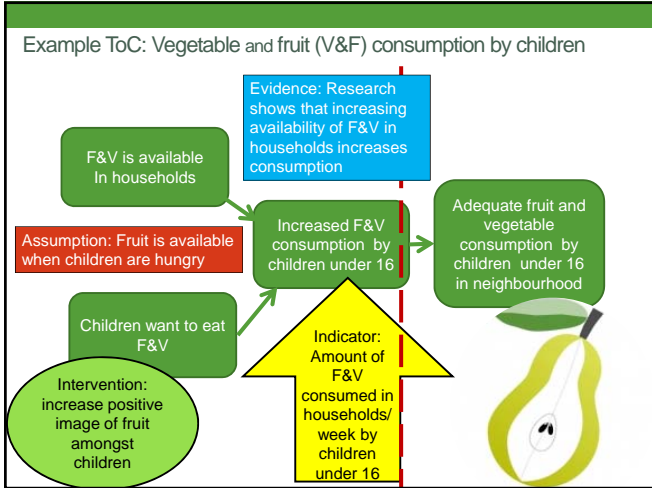 Example ToC: Vegetable and fruit (V&F) consumption by children
Evidence: Research
shows that increasing
availability of F&V in
households increases
consumption
F&V is available
In households
Increased F&V
consumption by
children under 16
Adequate fruit and
vegetable
consumption by
children under 16
in neighbourhood
Assumption: Fruit is available
when children are hungry
Children want to eat
F&V
Intervention:
increase positive
image of fruit
amongst
children
Indicator:
Amount of
F&V
consumed in
households/
week by
children
under 16